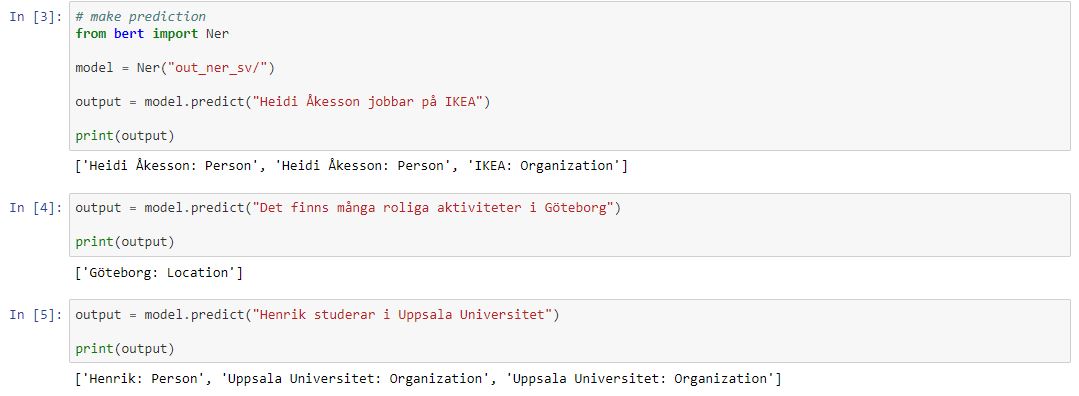 In [3]: # make prediction
from bert import Ner
model = Ner("out_ner_sv/")
output = model.predict("Heidi Åkesson jobbar på IKEA")
print(output)
['Heidi Åkesson: Person', 'Heidi Åkesson: Person', 'IKEA: Organization']
In [4]: output = model.predict("Det finns många roliga aktiviteter i Göteborg")
print(output)
['Göteborg: Location']
In [5]: output = model.predict("Henrik studerar i Uppsala Universitet")
print(output)
['Henrik: Person', 'Uppsala Universitet: Organization', 'Uppsala Universitet: Organization']